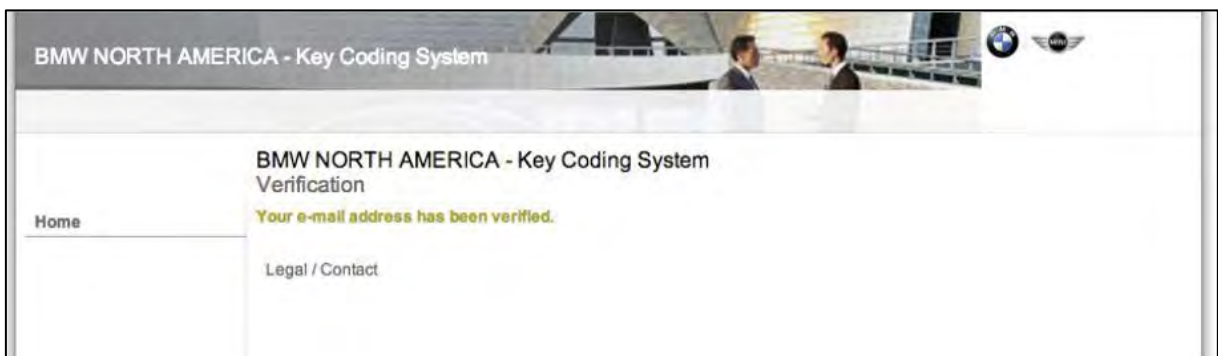 BMW NORTH AMERICA - Key Coding System
BMW NORTH AMERICA - Key Coding System
Verification
Home
Your e-mail address has been verified.
Legal / Contact